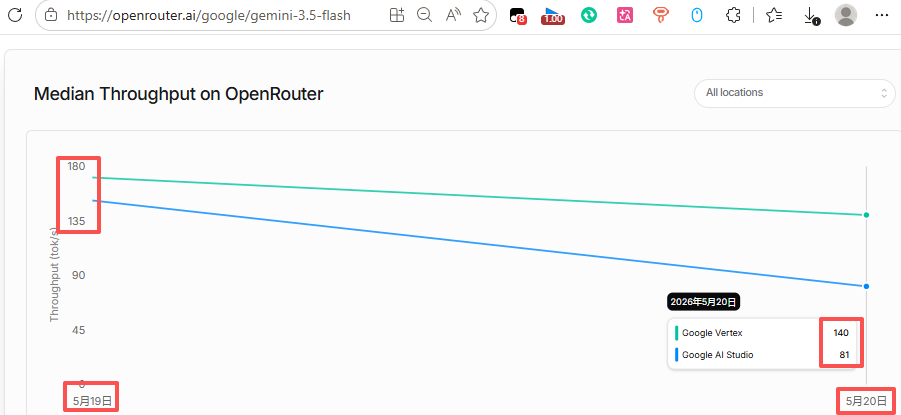 https://openrouter.ai/google/gemini-3.5-flash
8
1.00
Median Throughput on OpenRouter
All locations
180
135
90
45
0
Throughput (tok/s)
2026年5月20日
Google Vertex 140
Google AI Studio 81
5月19日
5月20日